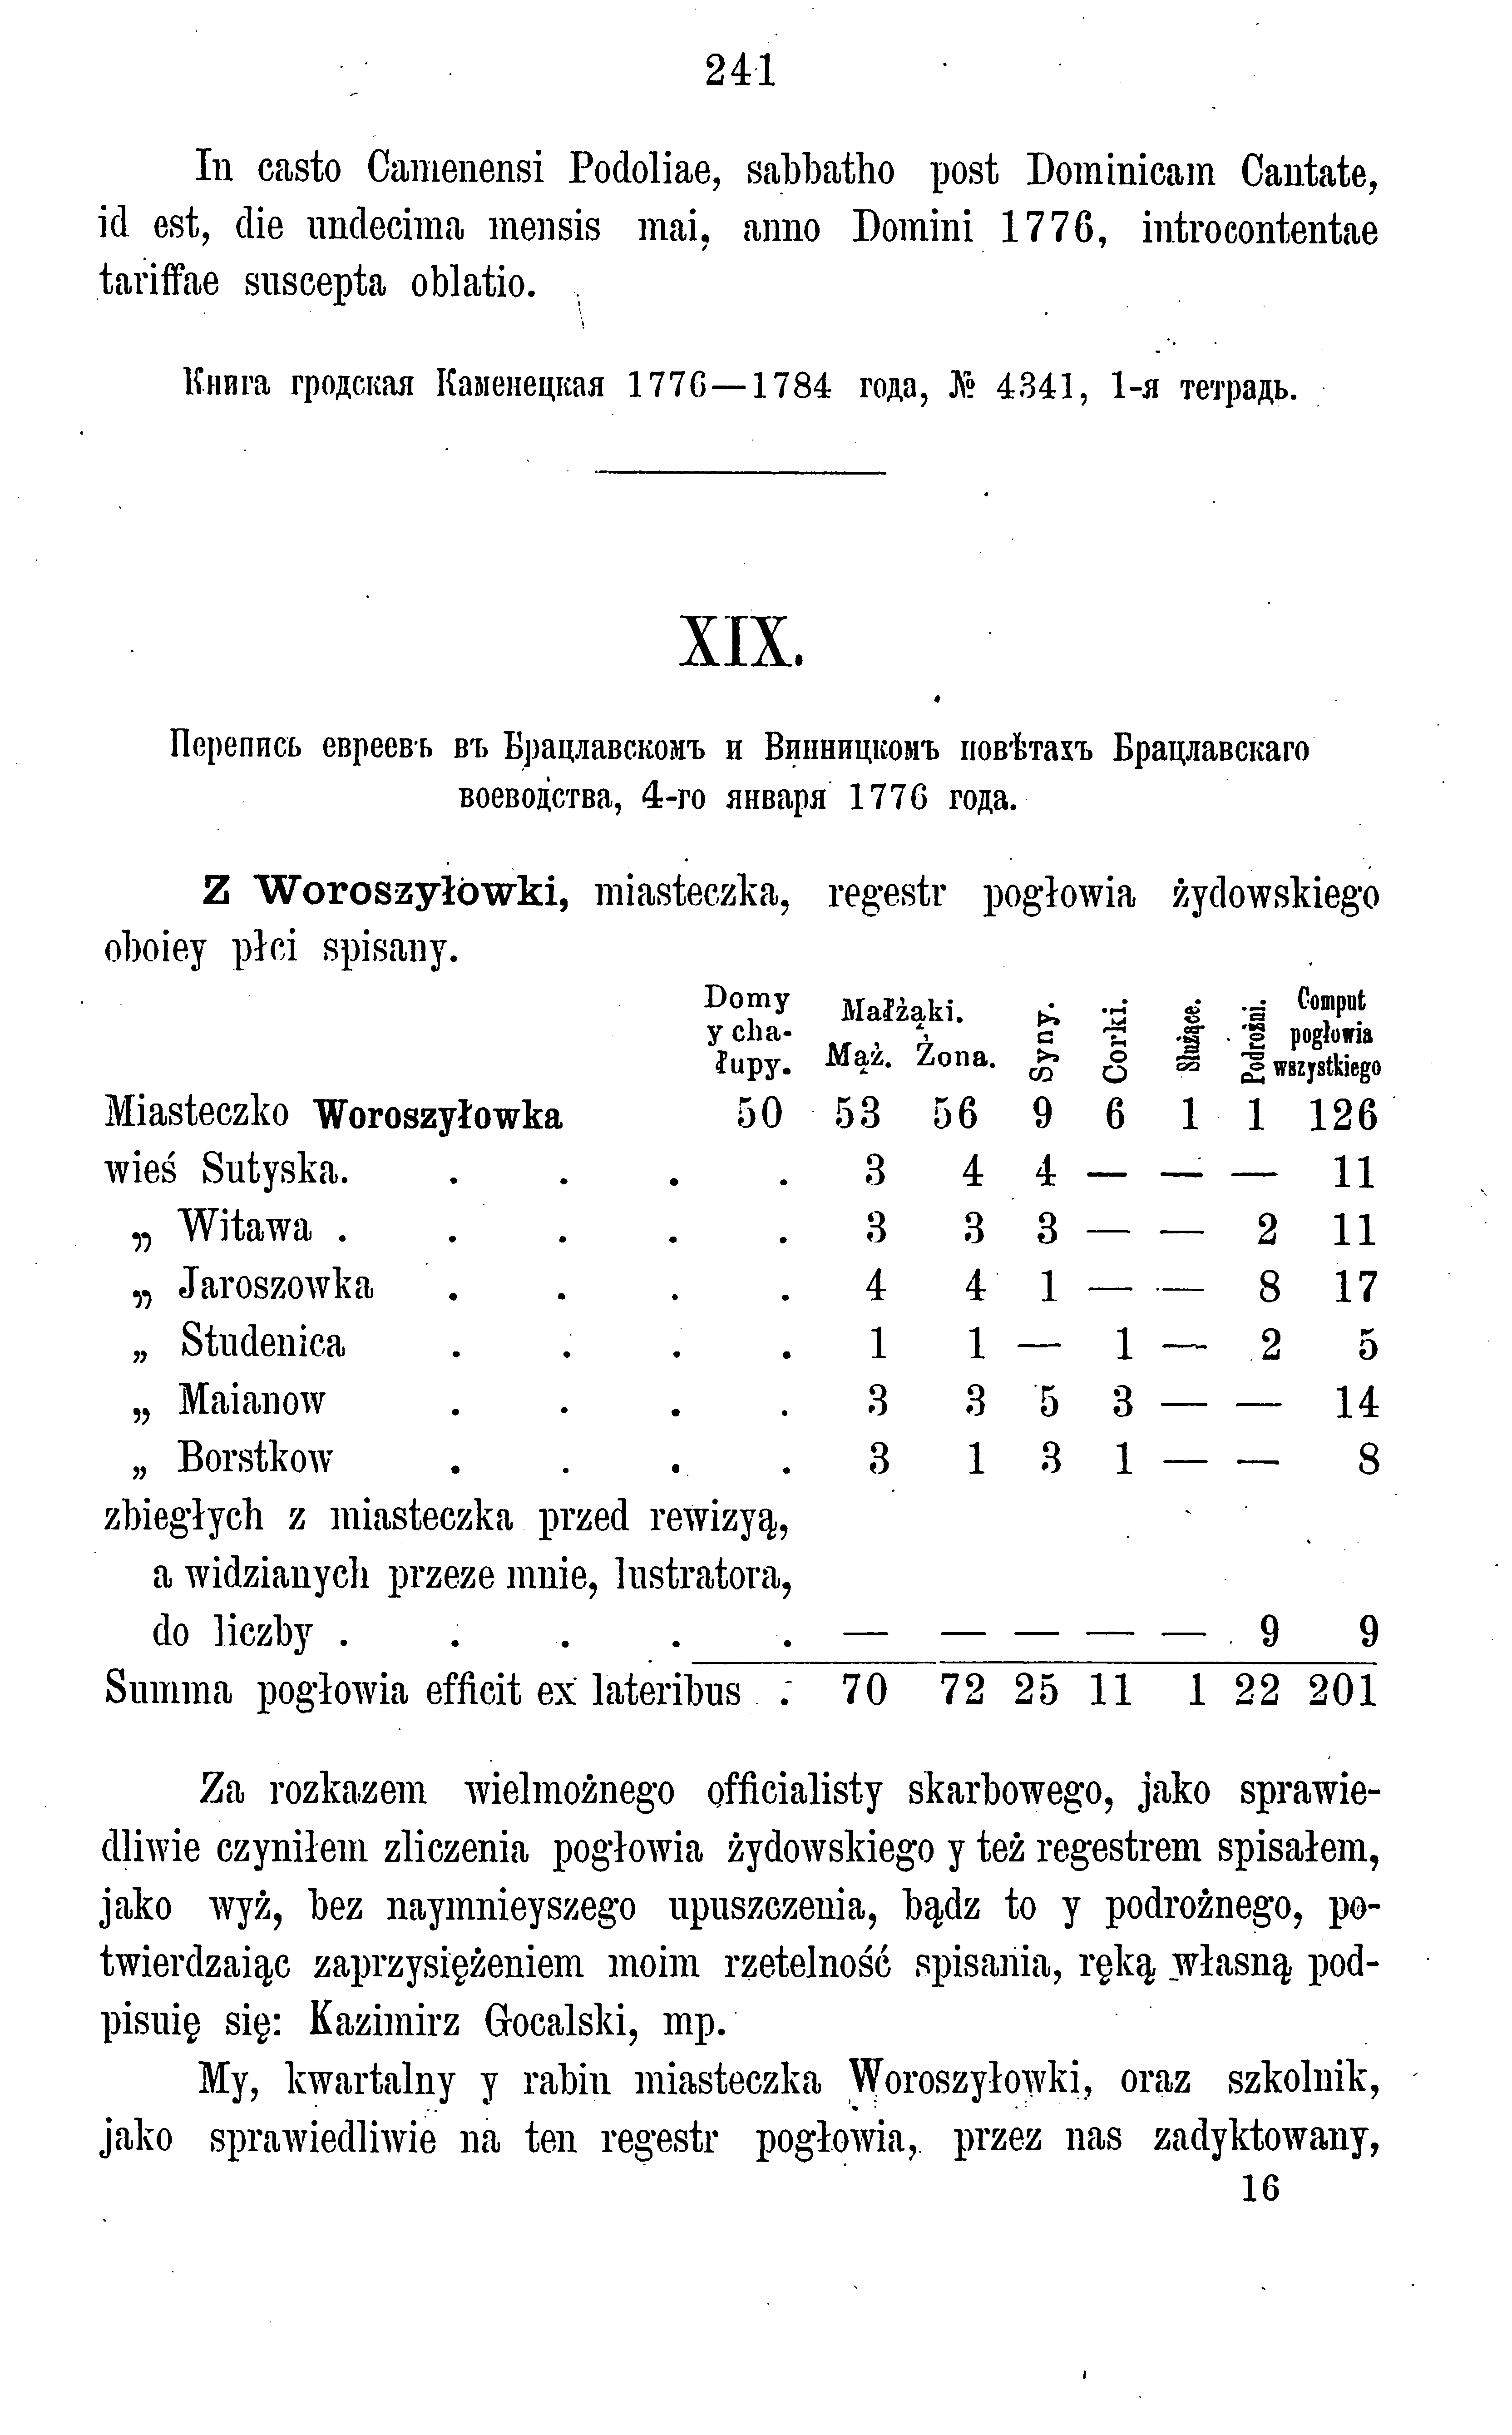 241
In casto Camenensi Podoliae, sabbatho post Dominicam Cantate,
id est, die undecima mensis mai, anno Domini 1776, introcontentae
tariffae suscepta oblatio.
Книга гродская Каменецкая 1776—1784 года, № 4341, 1-я тетрадь.
XIX.
Перепись евреевъ въ Брацлавскомъ и Винницкомъ повѣтахъ Брацлавскаго
воеводства, 4-го января 1776 года.
Z Woroszyłowki, miasteczka, regestr pogłowia żydowskiego
oboiey płci spisany.
Domy y cha-łupy. Małżąki. Mąż. Żona. Syny. Corki. Służące. Podrożni. Comput pogłowia wszystkiego
Miasteczko Woroszyłowka 50 53 56 9 6 1 1 126
wieś Sutyska. . . . . 3 4 4 — — — 11
„ Witawa . . . . . 3 3 3 — — 2 11
„ Jaroszowka . . . . 4 4 1 — — 8 17
„ Studenica . . . . 1 1 — 1 — 2 5
„ Maianow . . . . 3 3 5 3 — — 14
„ Borstkow . . . . 3 1 3 1 — — 8
zbiegłych z miasteczka przed rewizyą,
a widzianych przeze mnie, lustratora,
do liczby . . . . . — — — — — 9 9
Summa pogłowia efficit ex lateribus . 70 72 25 11 1 22 201
Za rozkazem wielmożnego officialisty skarbowego, jako sprawie-
dliwie czyniłem zliczenia pogłowia żydowskiego y też regestrem spisałem,
jako wyż, bez naymnieyszego upuszczenia, bądz to y podrożnego, po-
twierdzaiąc zaprzysiężeniem moim rzetelność spisania, ręką własną pod-
pisuię się: Kazimirz Gocalski, mp.
My, kwartalny y rabin miasteczka Woroszyłowki, oraz szkolnik,
jako sprawiedliwie na ten regestr pogłowia, przez nas zadyktowany,
16